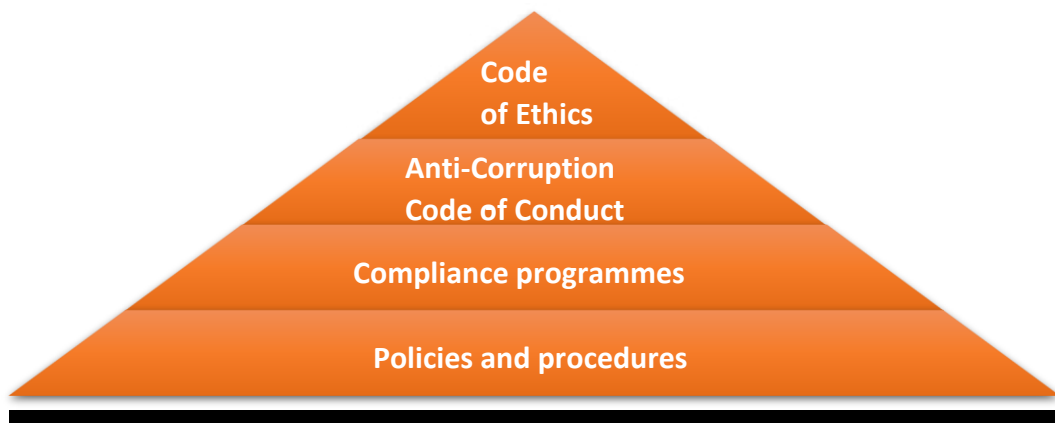 Code
of Ethics
Anti-Corruption
Code of Conduct
Compliance programmes
Policies and procedures